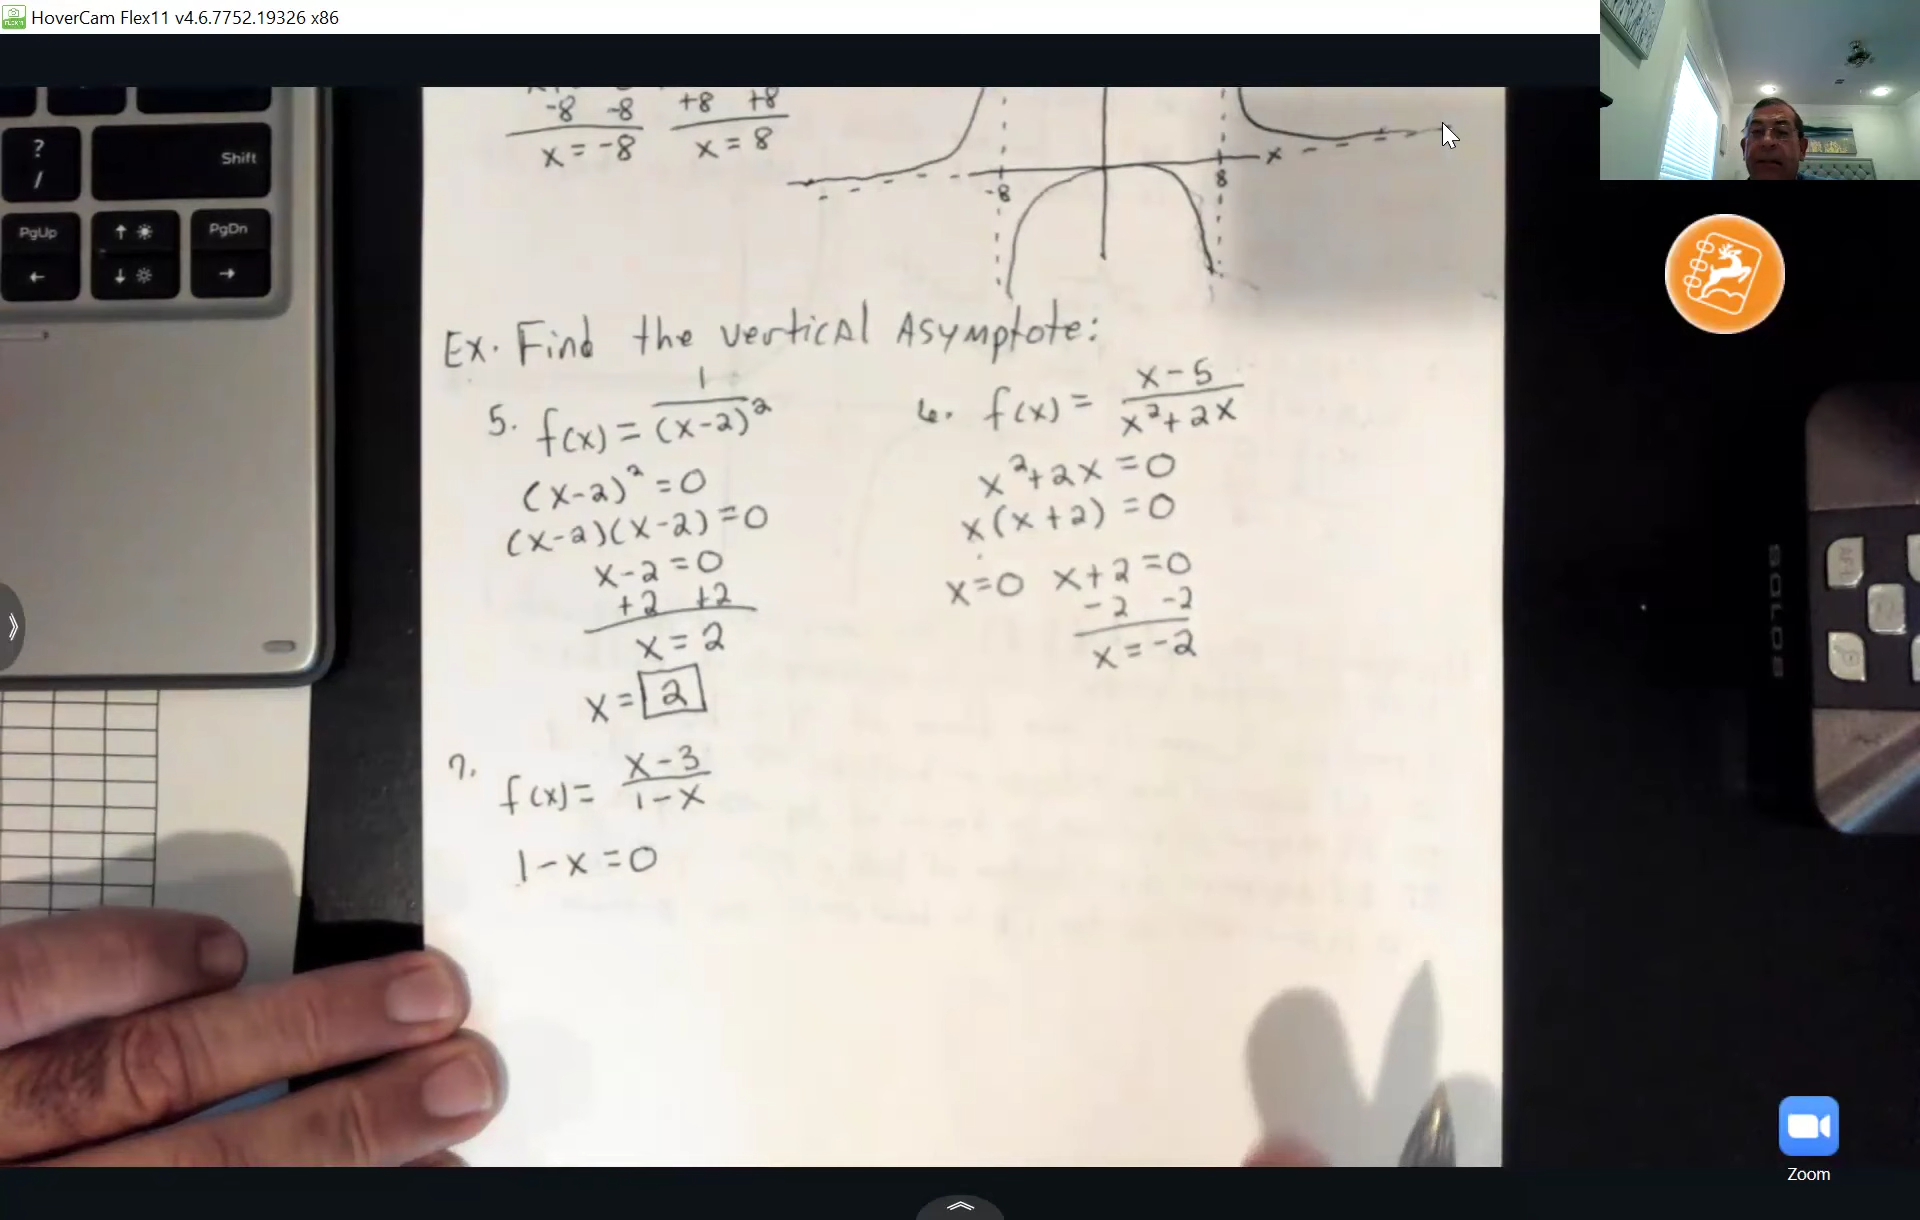 HoverCam Flex11 v4.6.7752.19326 x86
?
/
Shift
PgUp
PgDn
-8 -8
x = -8
+8 +8
x = 8
-8
8
x
Ex. Find the vertical Asymptote:
5. f(x) = 1/(x-2)²
(x-2)² = 0
(x-2)(x-2) = 0
x-2 = 0
+2 +2
x = 2
x = 2
6. f(x) = x-5/x²+2x
x²+2x = 0
x(x+2) = 0
x=0 x+2 = 0
-2 -2
x = -2
7. f(x) = x-3/1-x
1-x = 0
Zoom